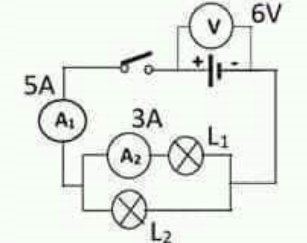 V 6V
+ -
5A
A₁
3A
A₂ L₁
L₂